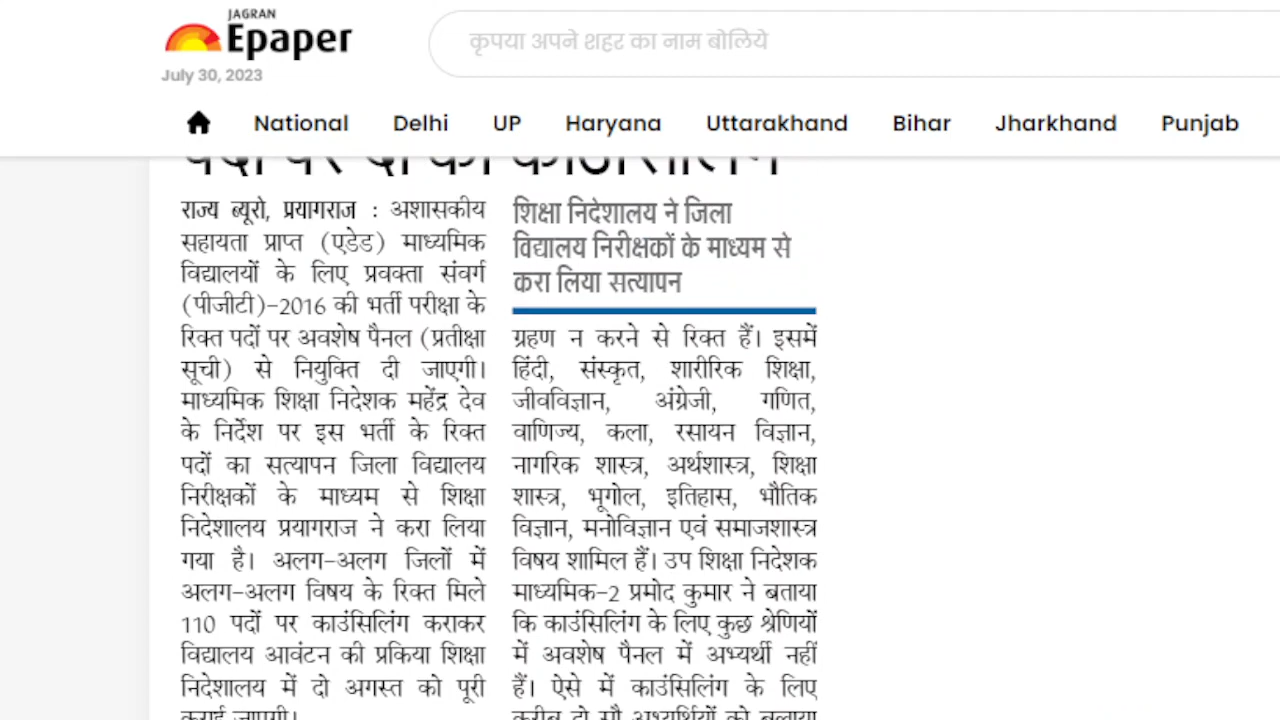 JAGRAN
Epaper
July 30, 2023
कृपया अपने शहर का नाम बोलिये
National Delhi UP Haryana Uttarakhand Bihar Jharkhand Punjab
राज्य ब्यूरो, प्रयागराज : अशासकीय
सहायता प्राप्त (एडेड) माध्यमिक
विद्यालयों के लिए प्रवक्ता संवर्ग
(पीजीटी)-2016 की भर्ती परीक्षा के
रिक्त पदों पर अवशेष पैनल (प्रतीक्षा
सूची) से नियुक्ति दी जाएगी।
माध्यमिक शिक्षा निदेशक महेंद्र देव
के निर्देश पर इस भर्ती के रिक्त
पदों का सत्यापन जिला विद्यालय
निरीक्षकों के माध्यम से शिक्षा
निदेशालय प्रयागराज ने करा लिया
गया है। अलग-अलग जिलों में
अलग-अलग विषय के रिक्त मिले
110 पदों पर काउंसिलिंग कराकर
विद्यालय आवंटन की प्रकिया शिक्षा
निदेशालय में दो अगस्त को पूरी
कराई जाएगी।
शिक्षा निदेशालय ने जिला
विद्यालय निरीक्षकों के माध्यम से
करा लिया सत्यापन
ग्रहण न करने से रिक्त हैं। इसमें
हिंदी, संस्कृत, शारीरिक शिक्षा,
जीवविज्ञान, अंग्रेजी, गणित,
वाणिज्य, कला, रसायन विज्ञान,
नागरिक शास्त्र, अर्थशास्त्र, शिक्षा
शास्त्र, भूगोल, इतिहास, भौतिक
विज्ञान, मनोविज्ञान एवं समाजशास्त्र
विषय शामिल हैं। उप शिक्षा निदेशक
माध्यमिक-2 प्रमोद कुमार ने बताया
कि काउंसिलिंग के लिए कुछ श्रेणियों
में अवशेष पैनल में अभ्यर्थी नहीं
हैं। ऐसे में काउंसिलिंग के लिए
करीब दो सौ अभ्यर्थियों को बुलाया